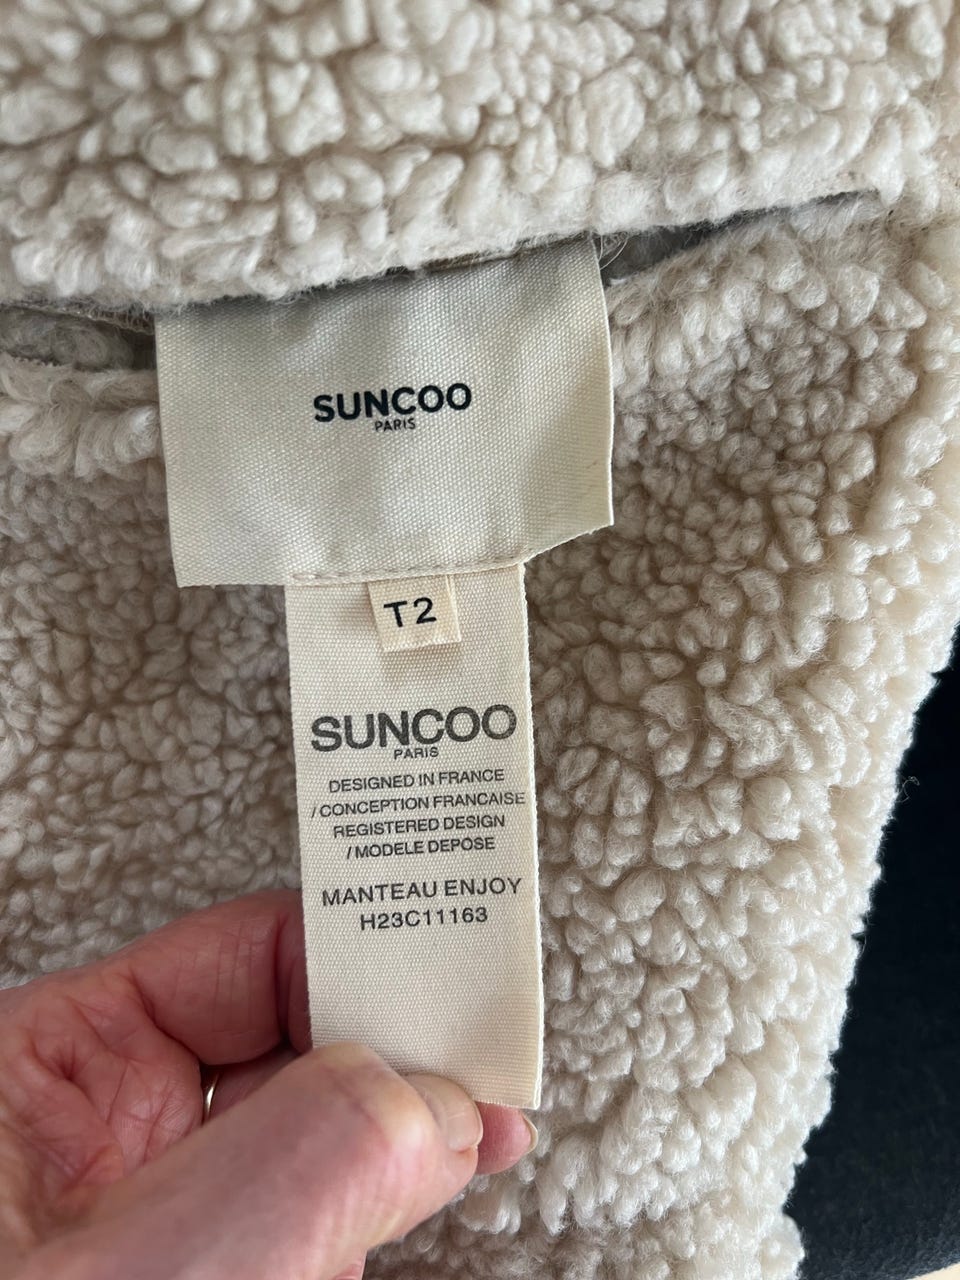 SUNCOO
PARIS
T2
SUNCOO
PARIS
DESIGNED IN FRANCE
/ CONCEPTION FRANCAISE
REGISTERED DESIGN
/ MODELE DEPOSE
MANTEAU ENJOY
H23C11163